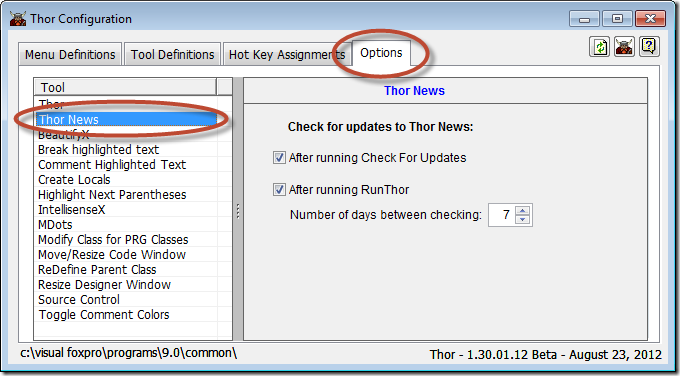 Thor Configuration
Menu Definitions Tool Definitions Hot Key Assignments Options
Tool
Thor
Thor News
BeautifyX
Break highlighted text
Comment Highlighted Text
Create Locals
Highlight Next Parentheses
IntellisenseX
MDots
Modify Class for PRG Classes
Move/Resize Code Window
ReDefine Parent Class
Resize Designer Window
Source Control
Toggle Comment Colors
Thor News
Check for updates to Thor News:
After running Check For Updates
After running RunThor
Number of days between checking: 7
c:\visual foxpro\programs\9.0\common\
Thor - 1.30.01.12 Beta - August 23, 2012